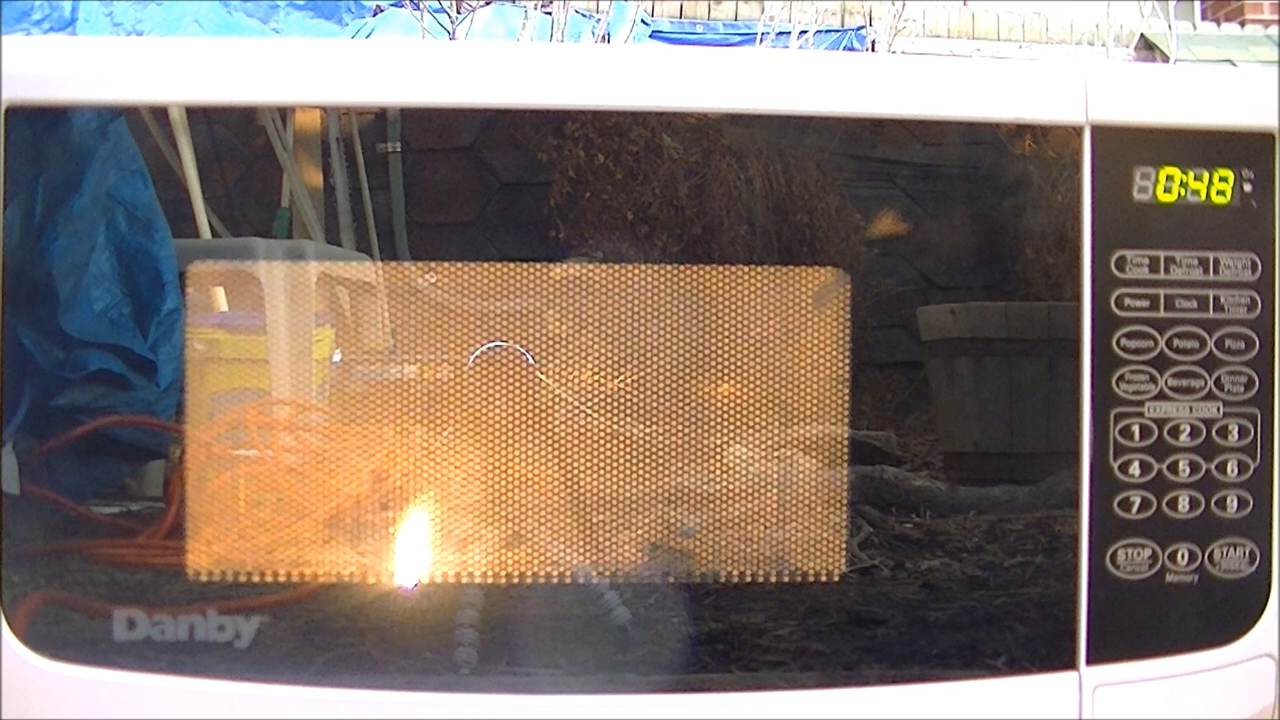 0:48
Time Cook Time Defrost Weight Defrost
Power Clock Kitchen Timer
Popcorn Potato Pizza
Frozen Vegetable Beverage Dinner Plate
EXPRESS COOK
1 2 3
4 5 6
7 8 9
STOP 0 START
Memory
Danby